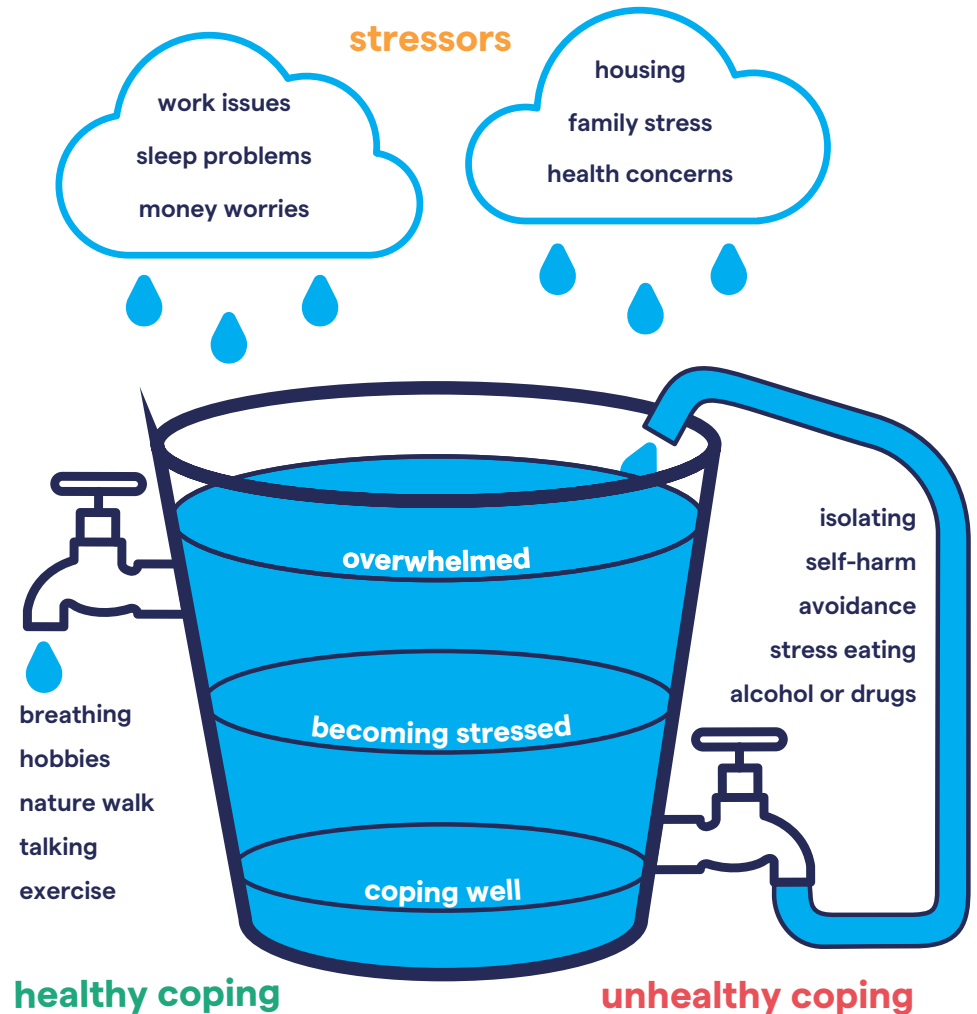 stressors
work issues
sleep problems
money worries
housing
family stress
health concerns
overwhelmed
becoming stressed
coping well
breathing
hobbies
nature walk
talking
exercise
healthy coping
isolating
self-harm
avoidance
stress eating
alcohol or drugs
unhealthy coping